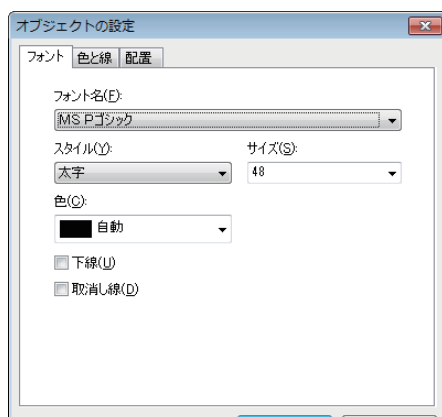 オブジェクトの設定
フォント 色と線 配置
フォント名(F):
MS Pゴシック
スタイル(Y): サイズ(S):
太字 48
色(C):
自動
下線(U)
取消し線(D)